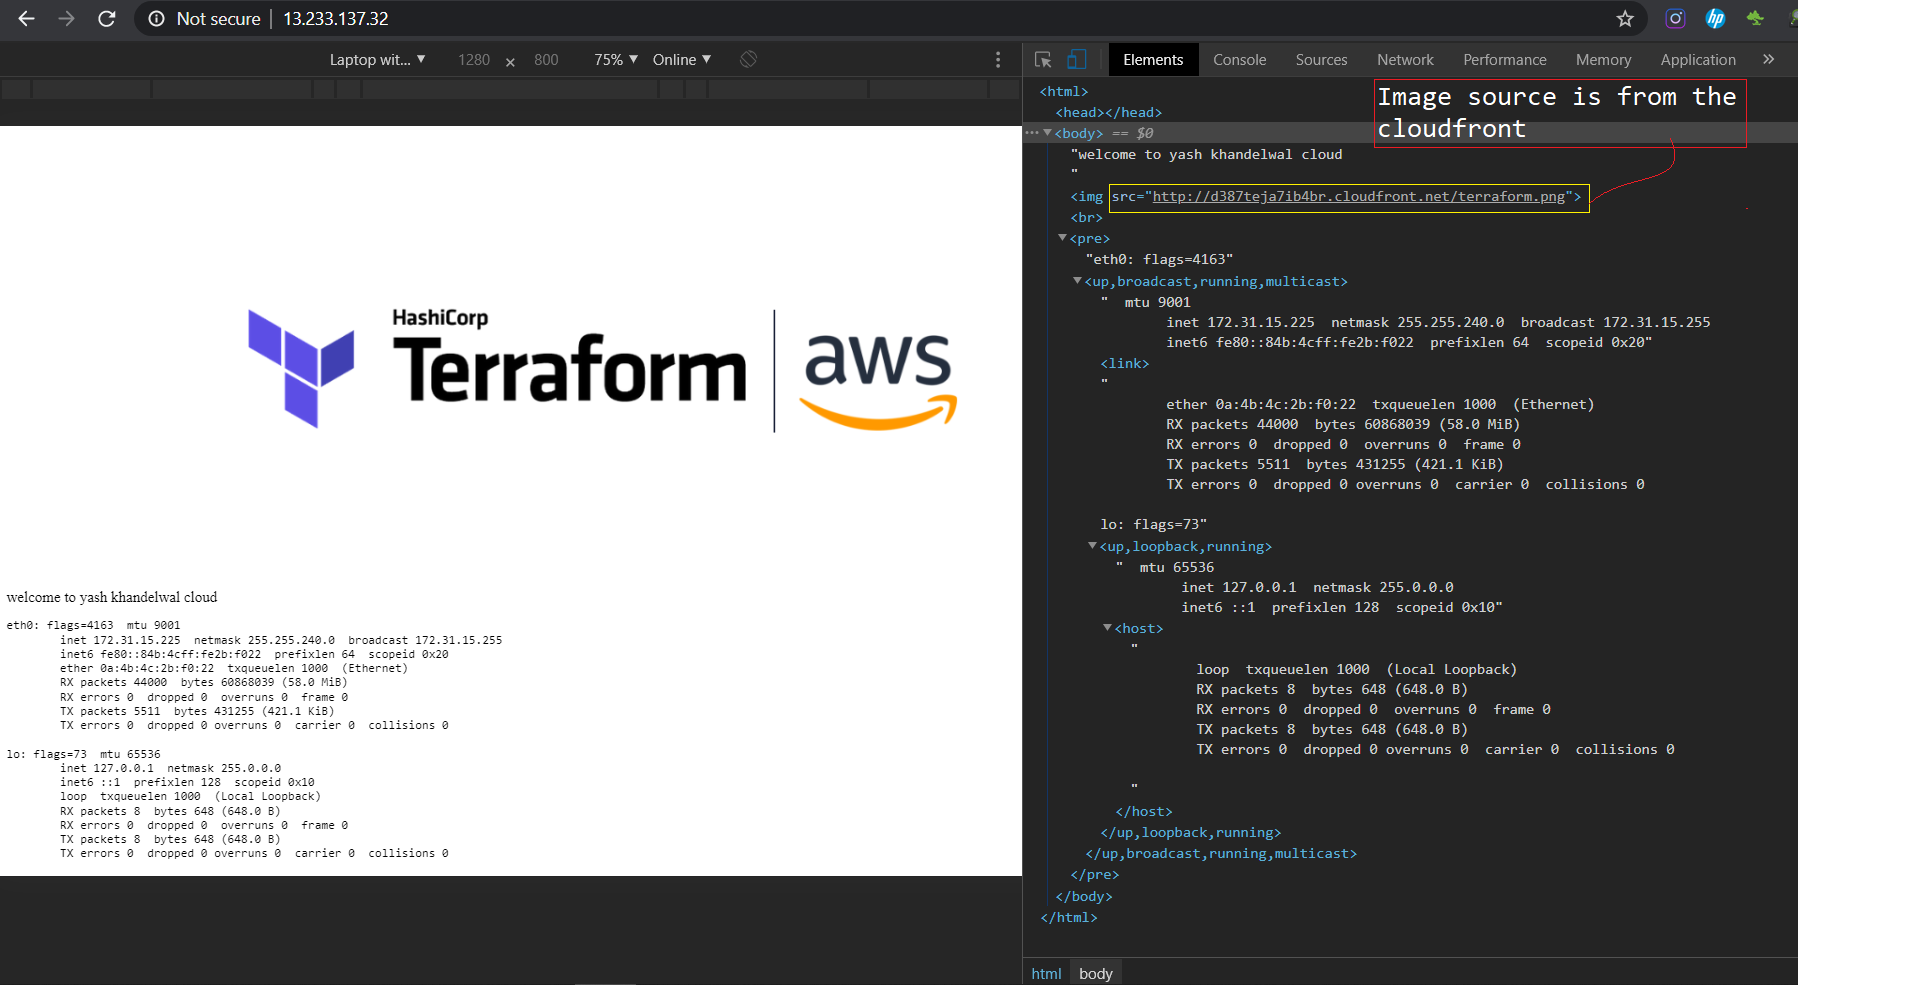 Not secure | 13.233.137.32
Laptop wit... ▼ 1280 × 800 75% ▼ Online ▼
HashiCorp
Terraform
aws
welcome to yash khandelwal cloud
eth0: flags=4163  mtu 9001
inet 172.31.15.225  netmask 255.255.240.0  broadcast 172.31.15.255
inet6 fe80::84b:4cff:fe2b:f022  prefixlen 64  scopeid 0x20
ether 0a:4b:4c:2b:f0:22  txqueuelen 1000  (Ethernet)
RX packets 44000  bytes 60868039 (58.0 MiB)
RX errors 0  dropped 0  overruns 0  frame 0
TX packets 5511  bytes 431255 (421.1 KiB)
TX errors 0  dropped 0 overruns 0  carrier 0  collisions 0
lo: flags=73  mtu 65536
inet 127.0.0.1  netmask 255.0.0.0
inet6 ::1  prefixlen 128  scopeid 0x10
loop  txqueuelen 1000  (Local Loopback)
RX packets 8  bytes 648 (648.0 B)
RX errors 0  dropped 0  overruns 0  frame 0
TX packets 8  bytes 648 (648.0 B)
TX errors 0  dropped 0 overruns 0  carrier 0  collisions 0
Elements Console Sources Network Performance Memory Application »
Image source is from the
cloudfront
<html>
<head></head>
··· ▼<body> == $0
"welcome to yash khandelwal cloud
"
<img src="http://d387teja7ib4br.cloudfront.net/terraform.png">
<br>
▼<pre>
"eth0: flags=4163"
▼<up,broadcast,running,multicast>
"  mtu 9001
inet 172.31.15.225  netmask 255.255.240.0  broadcast 172.31.15.255
inet6 fe80::84b:4cff:fe2b:f022  prefixlen 64  scopeid 0x20"
<link>
"
ether 0a:4b:4c:2b:f0:22  txqueuelen 1000  (Ethernet)
RX packets 44000  bytes 60868039 (58.0 MiB)
RX errors 0  dropped 0  overruns 0  frame 0
TX packets 5511  bytes 431255 (421.1 KiB)
TX errors 0  dropped 0 overruns 0  carrier 0  collisions 0
lo: flags=73"
▼<up,loopback,running>
"  mtu 65536
inet 127.0.0.1  netmask 255.0.0.0
inet6 ::1  prefixlen 128  scopeid 0x10"
▼<host>
"
loop  txqueuelen 1000  (Local Loopback)
RX packets 8  bytes 648 (648.0 B)
RX errors 0  dropped 0  overruns 0  frame 0
TX packets 8  bytes 648 (648.0 B)
TX errors 0  dropped 0 overruns 0  carrier 0  collisions 0
"
</host>
</up,loopback,running>
</up,broadcast,running,multicast>
</pre>
</body>
</html>
html body
hp